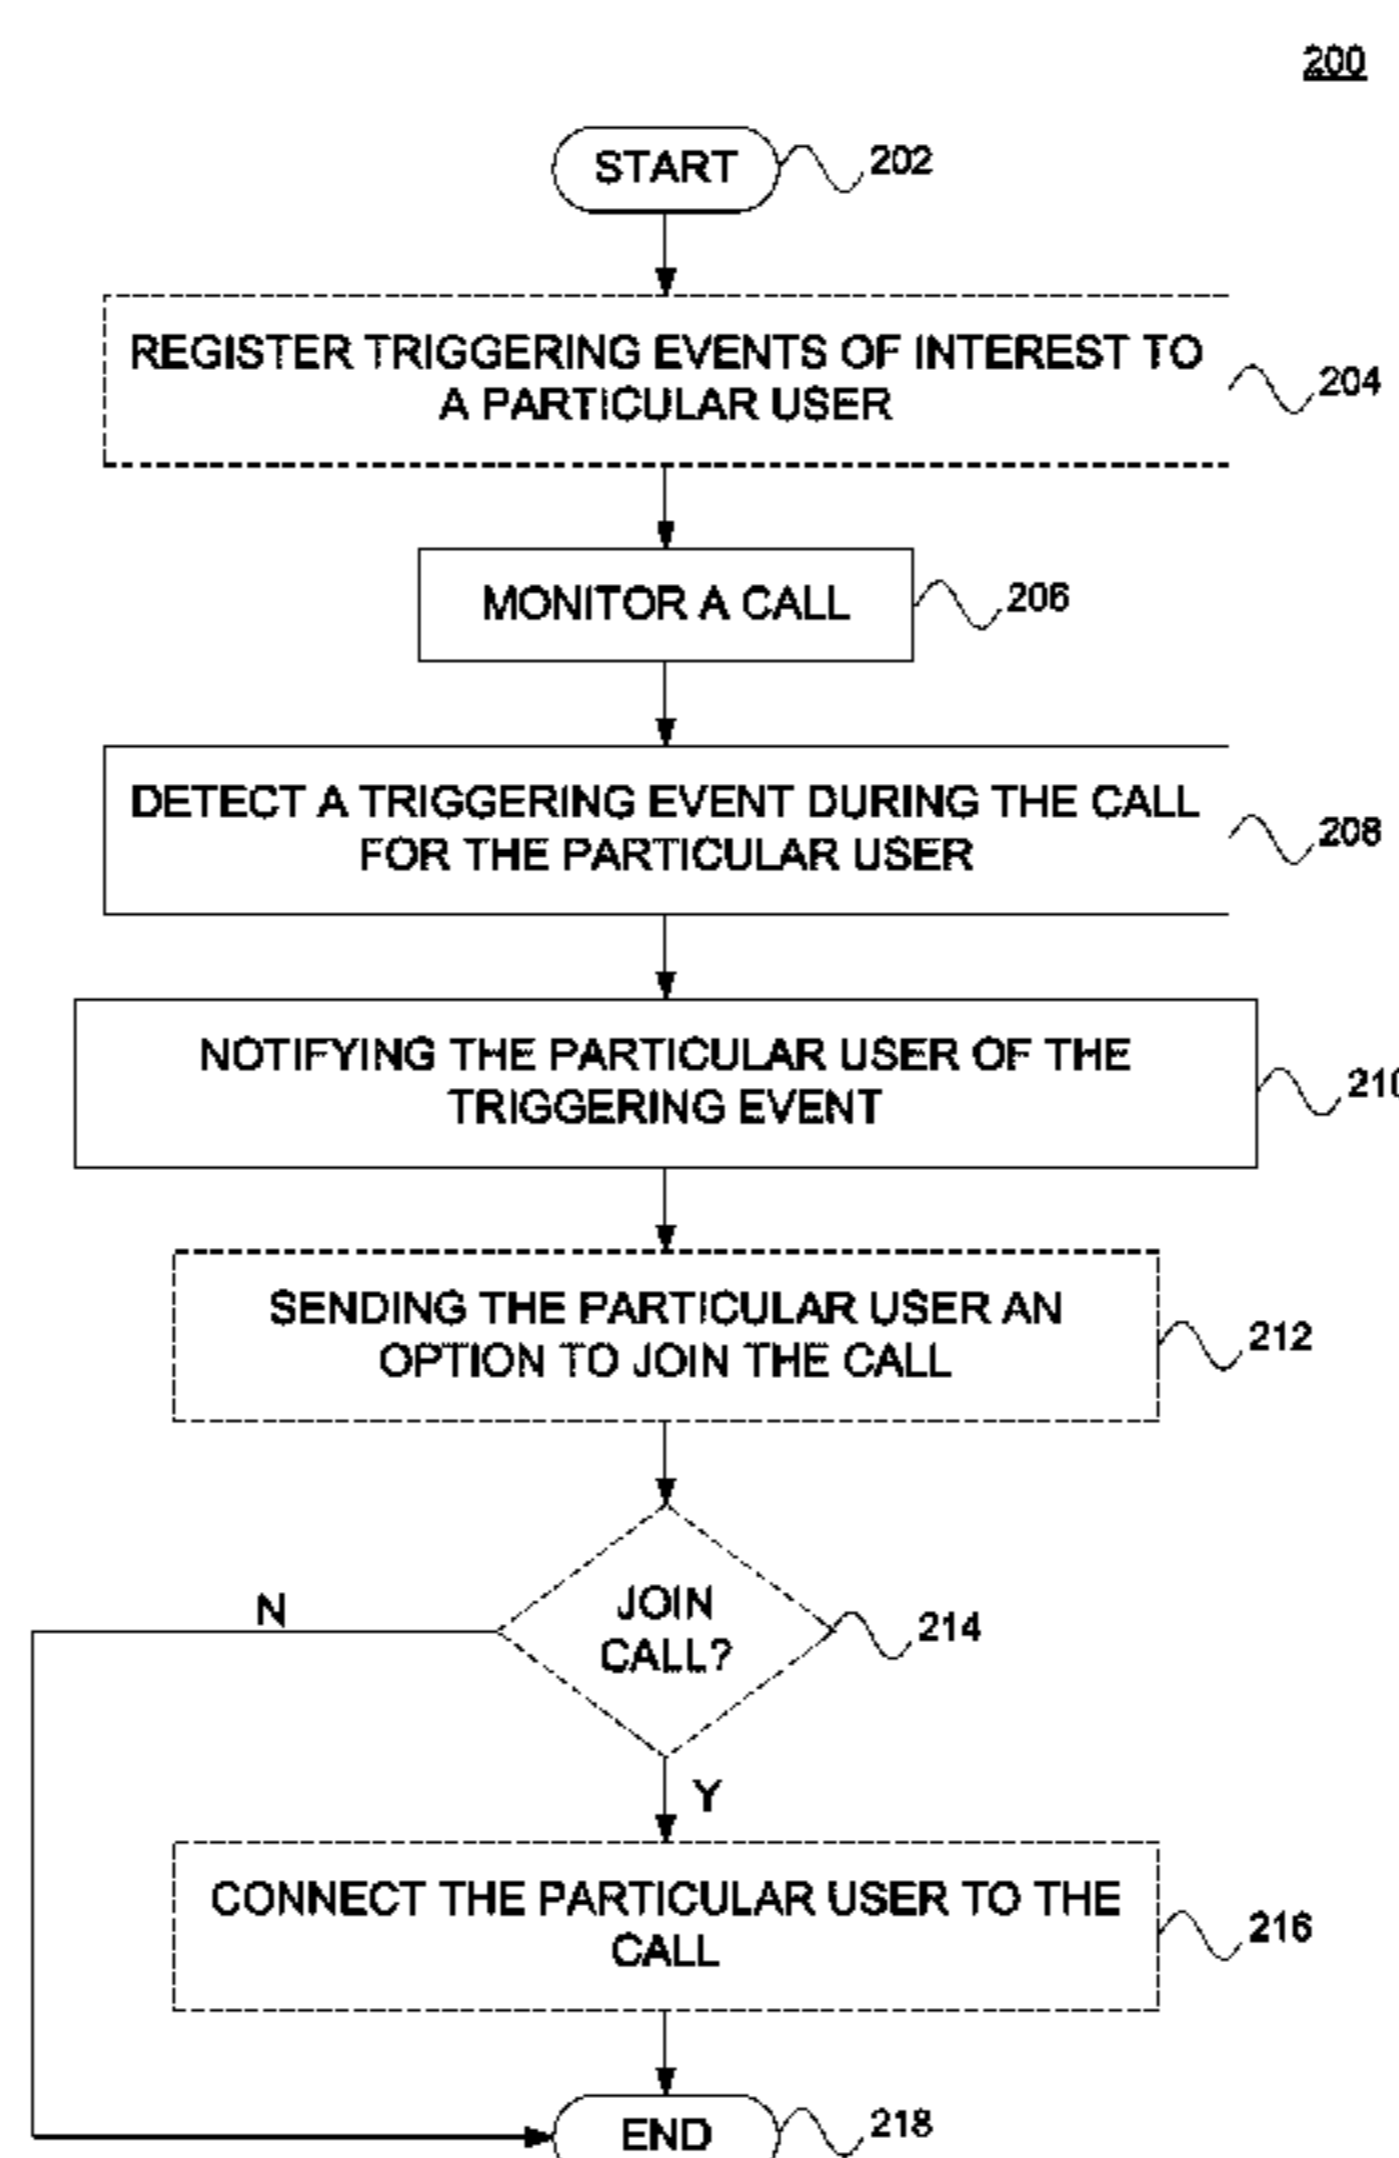 200
START
202
REGISTER TRIGGERING EVENTS OF INTEREST TO
A PARTICULAR USER
204
MONITOR A CALL
206
DETECT A TRIGGERING EVENT DURING THE CALL
FOR THE PARTICULAR USER
208
NOTIFYING THE PARTICULAR USER OF THE
TRIGGERING EVENT
210
SENDING THE PARTICULAR USER AN
OPTION TO JOIN THE CALL
212
JOIN
CALL?
214
N
Y
CONNECT THE PARTICULAR USER TO THE
CALL
216
END
218